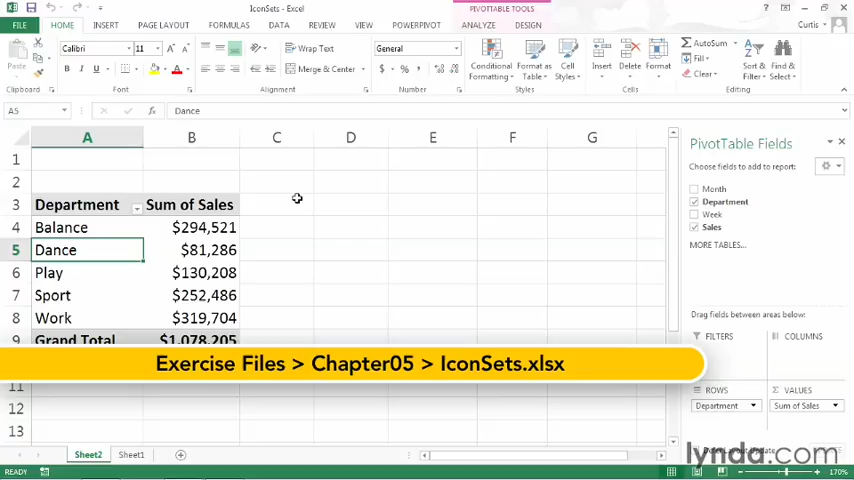 IconSets - Excel
PIVOTTABLE TOOLS
FILE HOME INSERT PAGE LAYOUT FORMULAS DATA REVIEW VIEW POWERPIVOT ANALYZE DESIGN
Curtis
Paste
Clipboard
Calibri 11
B I U
Font
Wrap Text
Merge & Center
Alignment
General
$ % ,
Number
Conditional Formatting
Format as Table
Cell Styles
Styles
Insert Delete Format
Cells
AutoSum
Fill
Clear
Sort & Filter
Find & Select
Editing
A5 fx Dance
A B C D E F G
1
2
3 Department Sum of Sales
4 Balance $294,521
5 Dance $81,286
6 Play $130,208
7 Sport $252,486
8 Work $319,704
9 Grand Total $1,078,205
Exercise Files > Chapter05 > IconSets.xlsx
11
12
13
Sheet2 Sheet1
READY
170%
PivotTable Fields
Choose fields to add to report:
Month
Department
Week
Sales
MORE TABLES...
Drag fields between areas below:
FILTERS COLUMNS
ROWS VALUES
Department Sum of Sales
Defer Layout Update
lynda.com